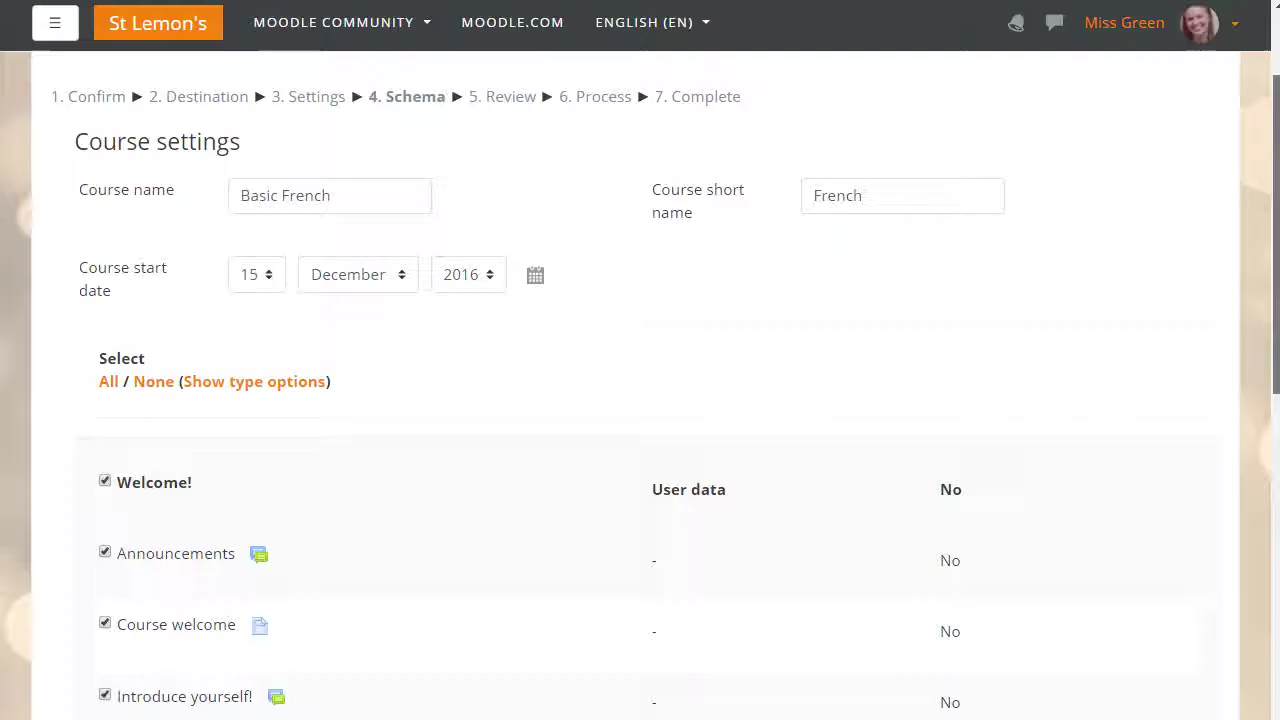 St Lemon's MOODLE COMMUNITY MOODLE.COM ENGLISH (EN) Miss Green
1. Confirm ► 2. Destination ► 3. Settings ► 4. Schema ► 5. Review ► 6. Process ► 7. Complete
Course settings
Course name Basic French Course short name French
Course start date 15 December 2016
Select
All / None (Show type options)
Welcome! User data No
Announcements - No
Course welcome - No
Introduce yourself! - No